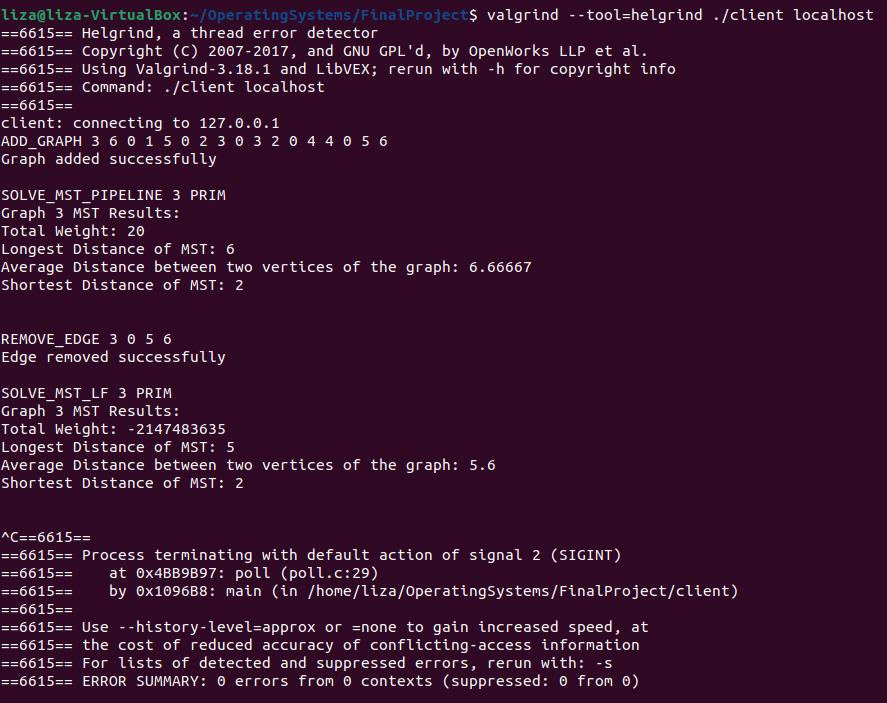 liza@liza-VirtualBox:~/OperatingSystems/FinalProject$ valgrind --tool=helgrind ./client localhost
==6615== Helgrind, a thread error detector
==6615== Copyright (C) 2007-2017, and GNU GPL'd, by OpenWorks LLP et al.
==6615== Using Valgrind-3.18.1 and LibVEX; rerun with -h for copyright info
==6615== Command: ./client localhost
==6615==
client: connecting to 127.0.0.1
ADD_GRAPH 3 6 0 1 5 0 2 3 0 3 2 0 4 4 0 5 6
Graph added successfully
SOLVE_MST_PIPELINE 3 PRIM
Graph 3 MST Results:
Total Weight: 20
Longest Distance of MST: 6
Average Distance between two vertices of the graph: 6.66667
Shortest Distance of MST: 2
REMOVE_EDGE 3 0 5 6
Edge removed successfully
SOLVE_MST_LF 3 PRIM
Graph 3 MST Results:
Total Weight: -2147483635
Longest Distance of MST: 5
Average Distance between two vertices of the graph: 5.6
Shortest Distance of MST: 2
^C==6615==
==6615== Process terminating with default action of signal 2 (SIGINT)
==6615==    at 0x4BB9B97: poll (poll.c:29)
==6615==    by 0x1096B8: main (in /home/liza/OperatingSystems/FinalProject/client)
==6615==
==6615== Use --history-level=approx or =none to gain increased speed, at
==6615== the cost of reduced accuracy of conflicting-access information
==6615== For lists of detected and suppressed errors, rerun with: -s
==6615== ERROR SUMMARY: 0 errors from 0 contexts (suppressed: 0 from 0)